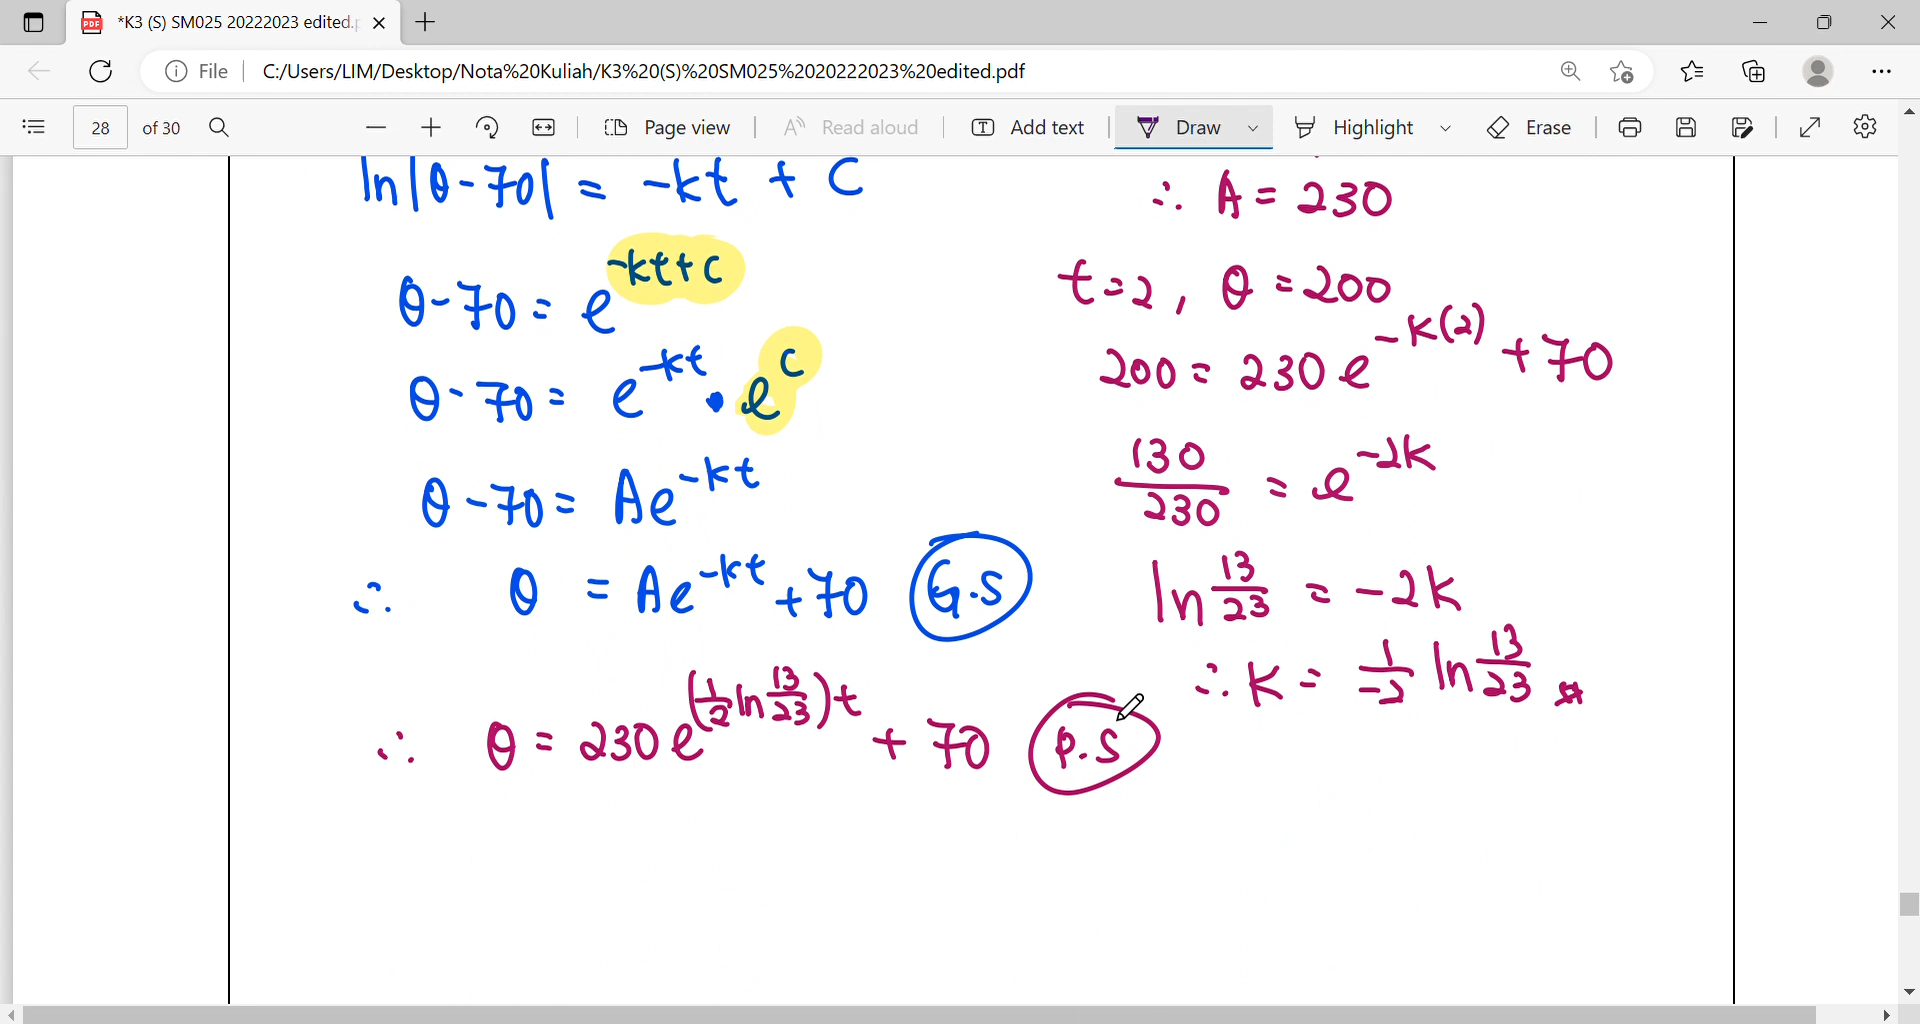 *K3 (S) SM025 20222023 edited.p
File
C:/Users/LIM/Desktop/Nota%20Kuliah/K3%20(S)%20SM025%2020222023%20edited.pdf
28 of 30
Page view
Read aloud
Add text
Draw
Highlight
Erase
ln|θ-70| = -kt + C
θ-70 = e^(-kt+c)
θ-70 = e^(-kt) • e^c
θ-70 = Ae^(-kt)
∴ θ = Ae^(-kt) + 70 G.S
∴ θ = 230 e^((1/2 ln 13/23)t) + 70 P.S
∴ A = 230
t=2, θ = 200
200 = 230 e^(-k(2)) + 70
130/230 = e^(-2k)
ln 13/23 = -2k
∴ k = 1/-2 ln 13/23